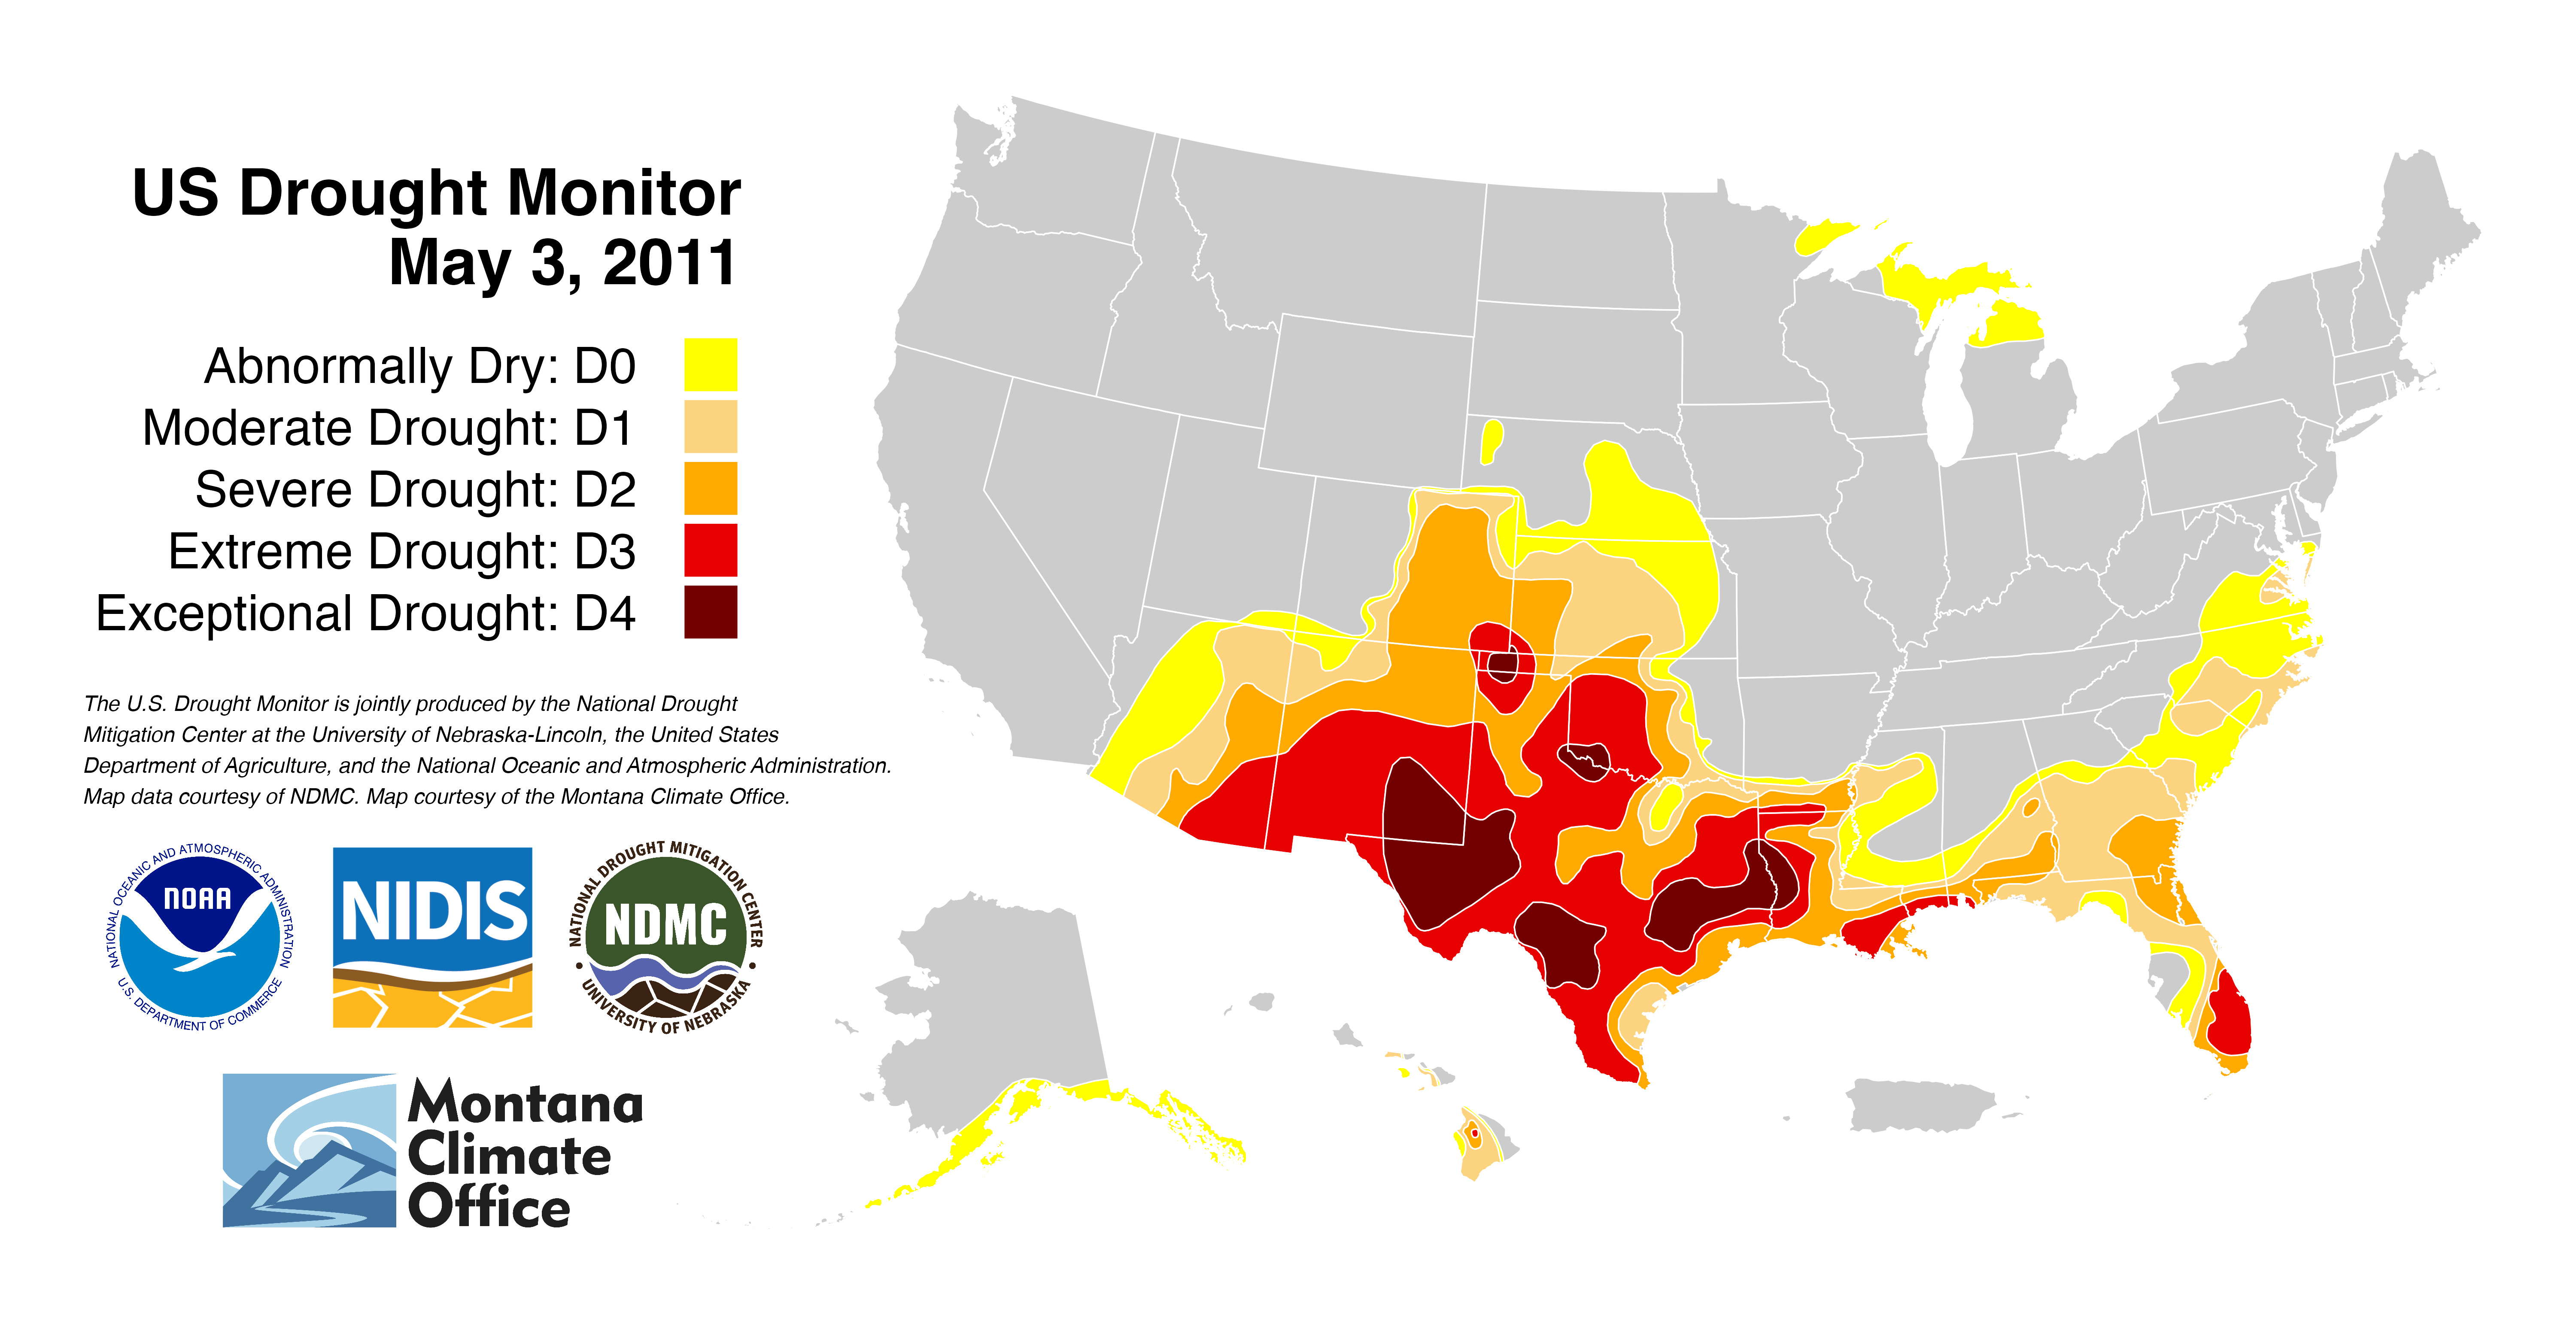 US Drought Monitor
May 3, 2011
Abnormally Dry: D0
Moderate Drought: D1
Severe Drought: D2
Extreme Drought: D3
Exceptional Drought: D4
The U.S. Drought Monitor is jointly produced by the National Drought
Mitigation Center at the University of Nebraska-Lincoln, the United States
Department of Agriculture, and the National Oceanic and Atmospheric Administration.
Map data courtesy of NDMC. Map courtesy of the Montana Climate Office.
NATIONAL OCEANIC AND ATMOSPHERIC ADMINISTRATION
NOAA
U.S. DEPARTMENT OF COMMERCE
NIDIS
NATIONAL DROUGHT MITIGATION CENTER
NDMC
• UNIVERSITY OF NEBRASKA •
Montana
Climate
Office